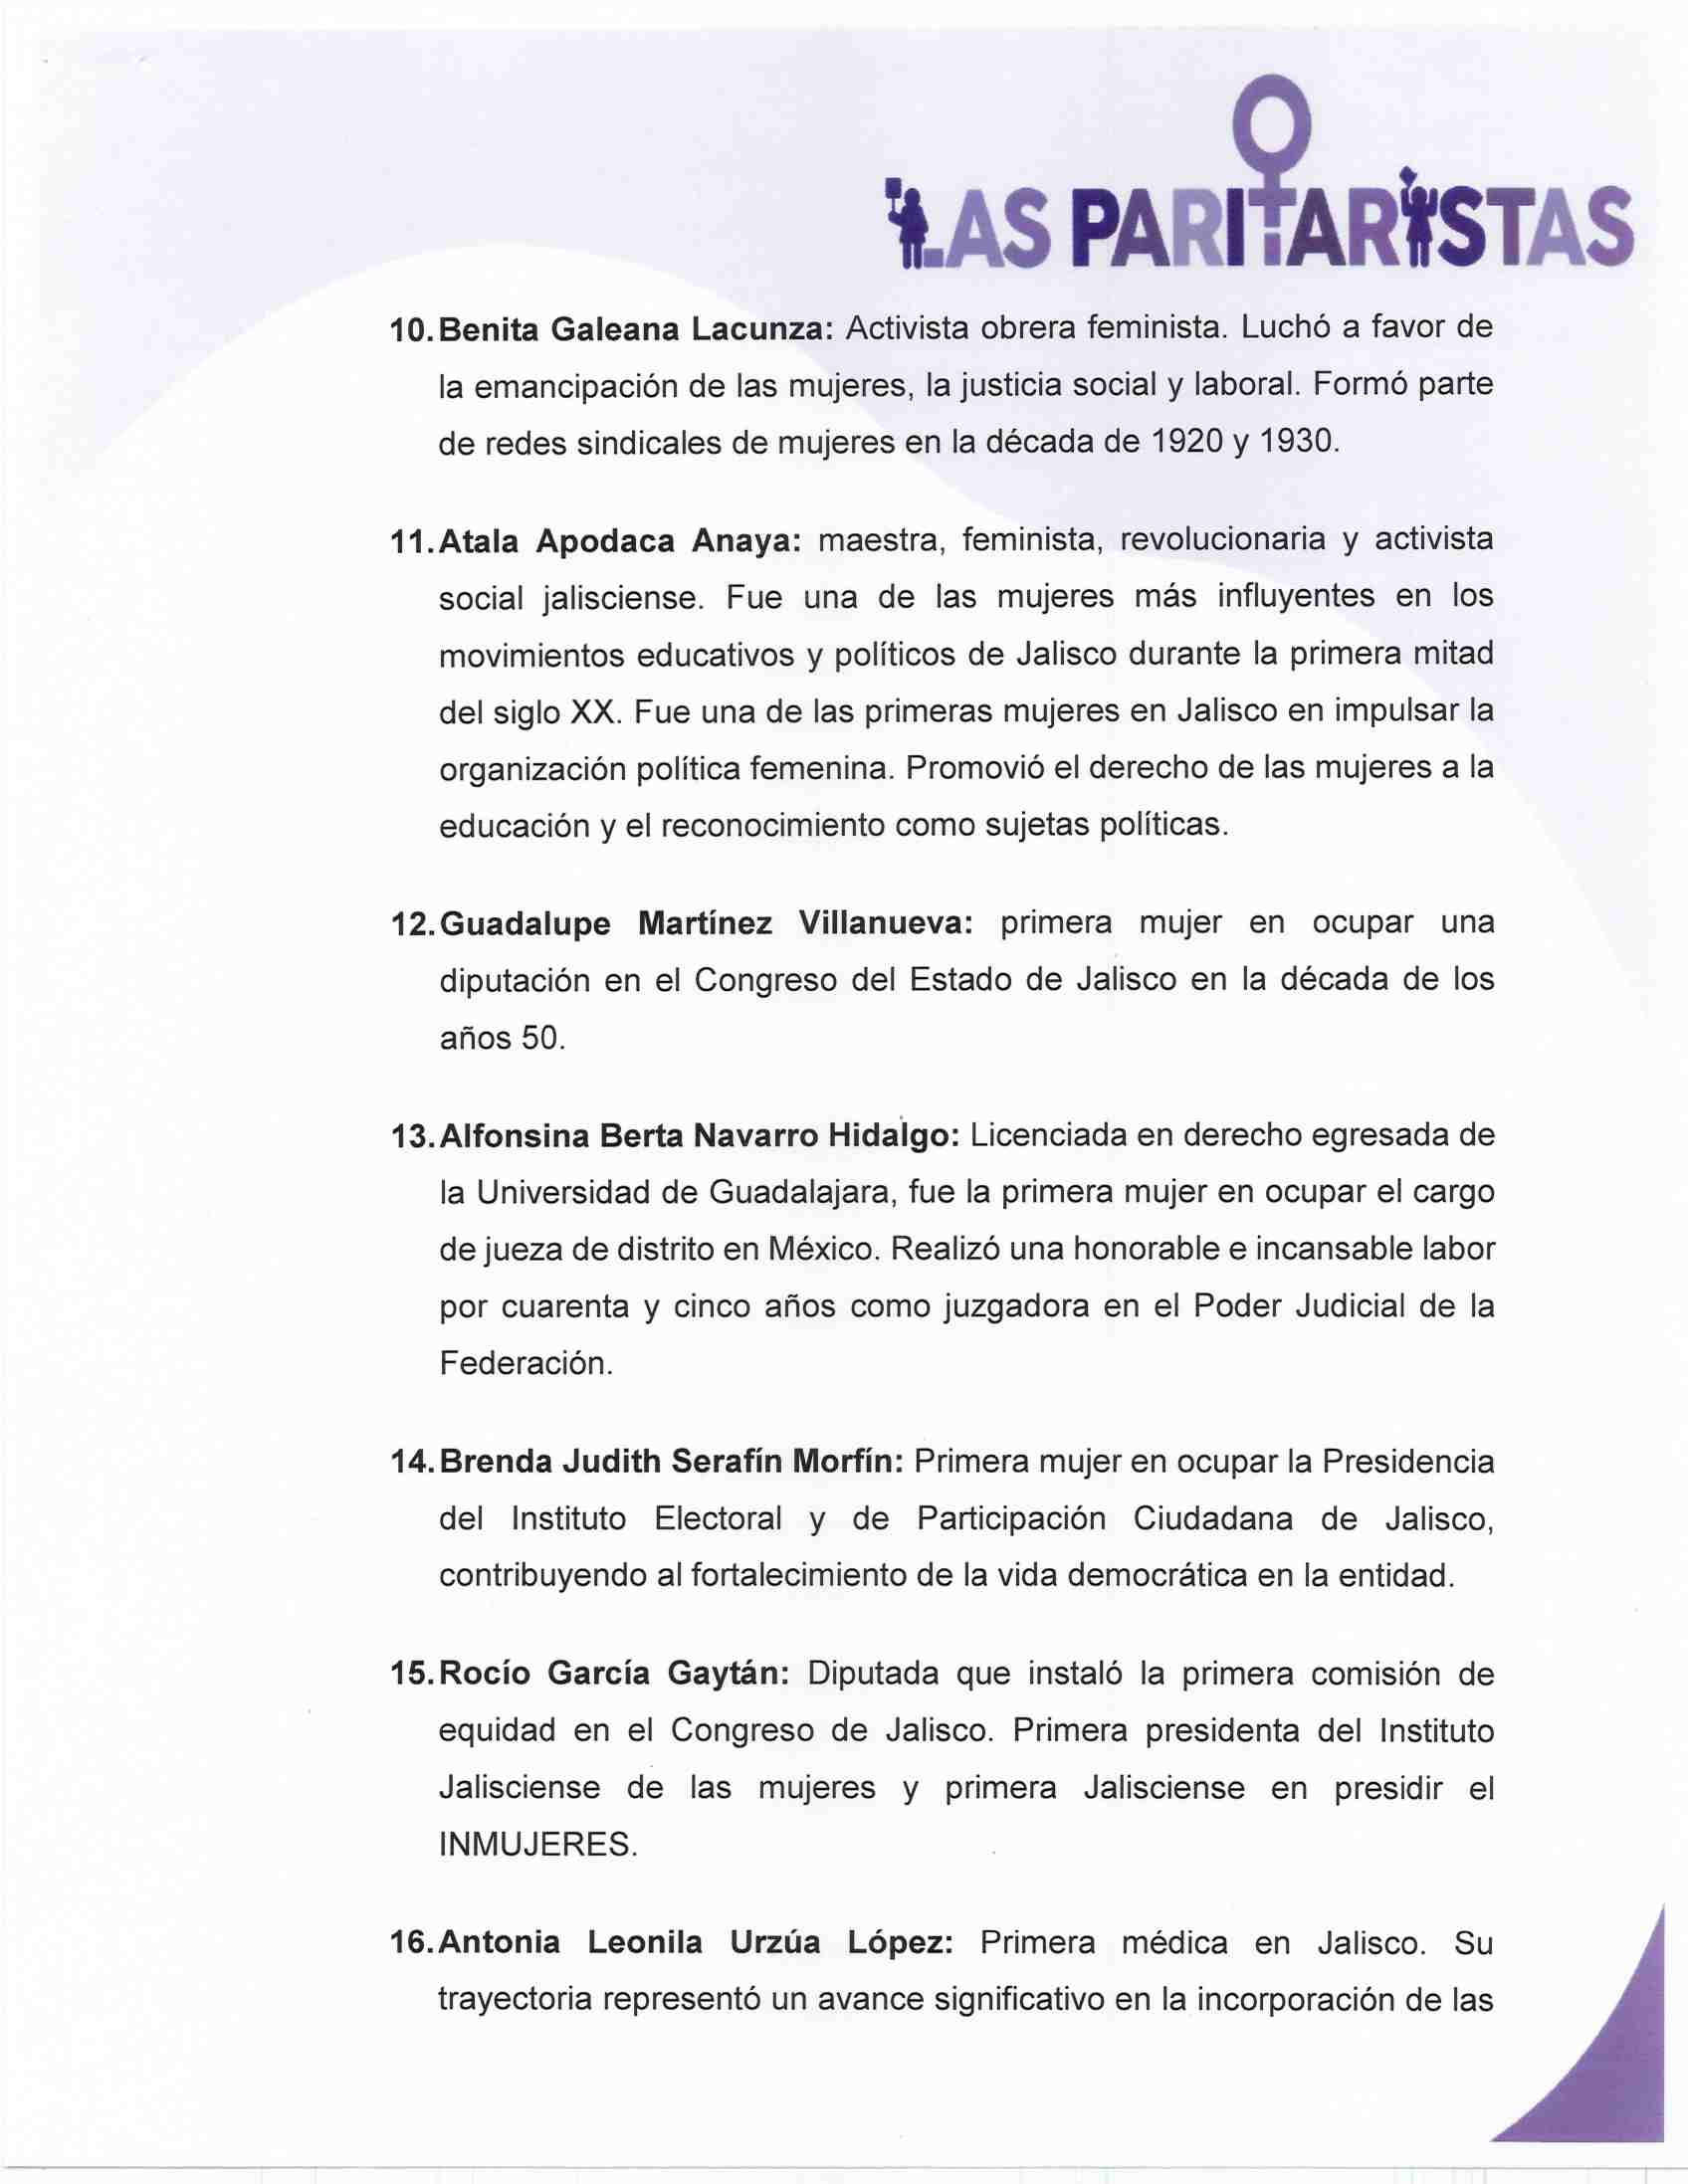 LAS PARITARISTAS
10. Benita Galeana Lacunza: Activista obrera feminista. Luchó a favor de
la emancipación de las mujeres, la justicia social y laboral. Formó parte
de redes sindicales de mujeres en la década de 1920 y 1930.
11. Atala Apodaca Anaya: maestra, feminista, revolucionaria y activista
social jalisciense. Fue una de las mujeres más influyentes en los
movimientos educativos y políticos de Jalisco durante la primera mitad
del siglo XX. Fue una de las primeras mujeres en Jalisco en impulsar la
organización política femenina. Promovió el derecho de las mujeres a la
educación y el reconocimiento como sujetas políticas.
12. Guadalupe Martínez Villanueva: primera mujer en ocupar una
diputación en el Congreso del Estado de Jalisco en la década de los
años 50.
13. Alfonsina Berta Navarro Hidalgo: Licenciada en derecho egresada de
la Universidad de Guadalajara, fue la primera mujer en ocupar el cargo
de jueza de distrito en México. Realizó una honorable e incansable labor
por cuarenta y cinco años como juzgadora en el Poder Judicial de la
Federación.
14. Brenda Judith Serafín Morfín: Primera mujer en ocupar la Presidencia
del Instituto Electoral y de Participación Ciudadana de Jalisco,
contribuyendo al fortalecimiento de la vida democrática en la entidad.
15. Rocío García Gaytán: Diputada que instaló la primera comisión de
equidad en el Congreso de Jalisco. Primera presidenta del Instituto
Jalisciense de las mujeres y primera Jalisciense en presidir el
INMUJERES.
16. Antonia Leonila Urzúa López: Primera médica en Jalisco. Su
trayectoria representó un avance significativo en la incorporación de las